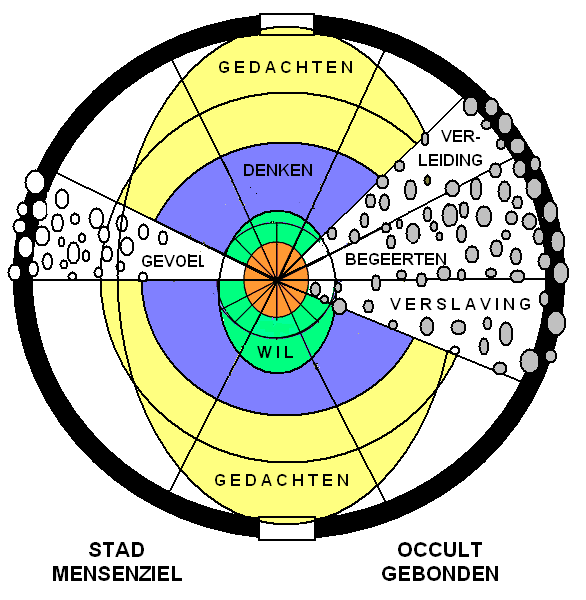 GEDACHTEN
VER-
LEIDING
DENKEN
GEVOEL
BEGEERTEN
VERSLAVING
WIL
GEDACHTEN
STAD
MENSENZIEL
OCCULT
GEBONDEN